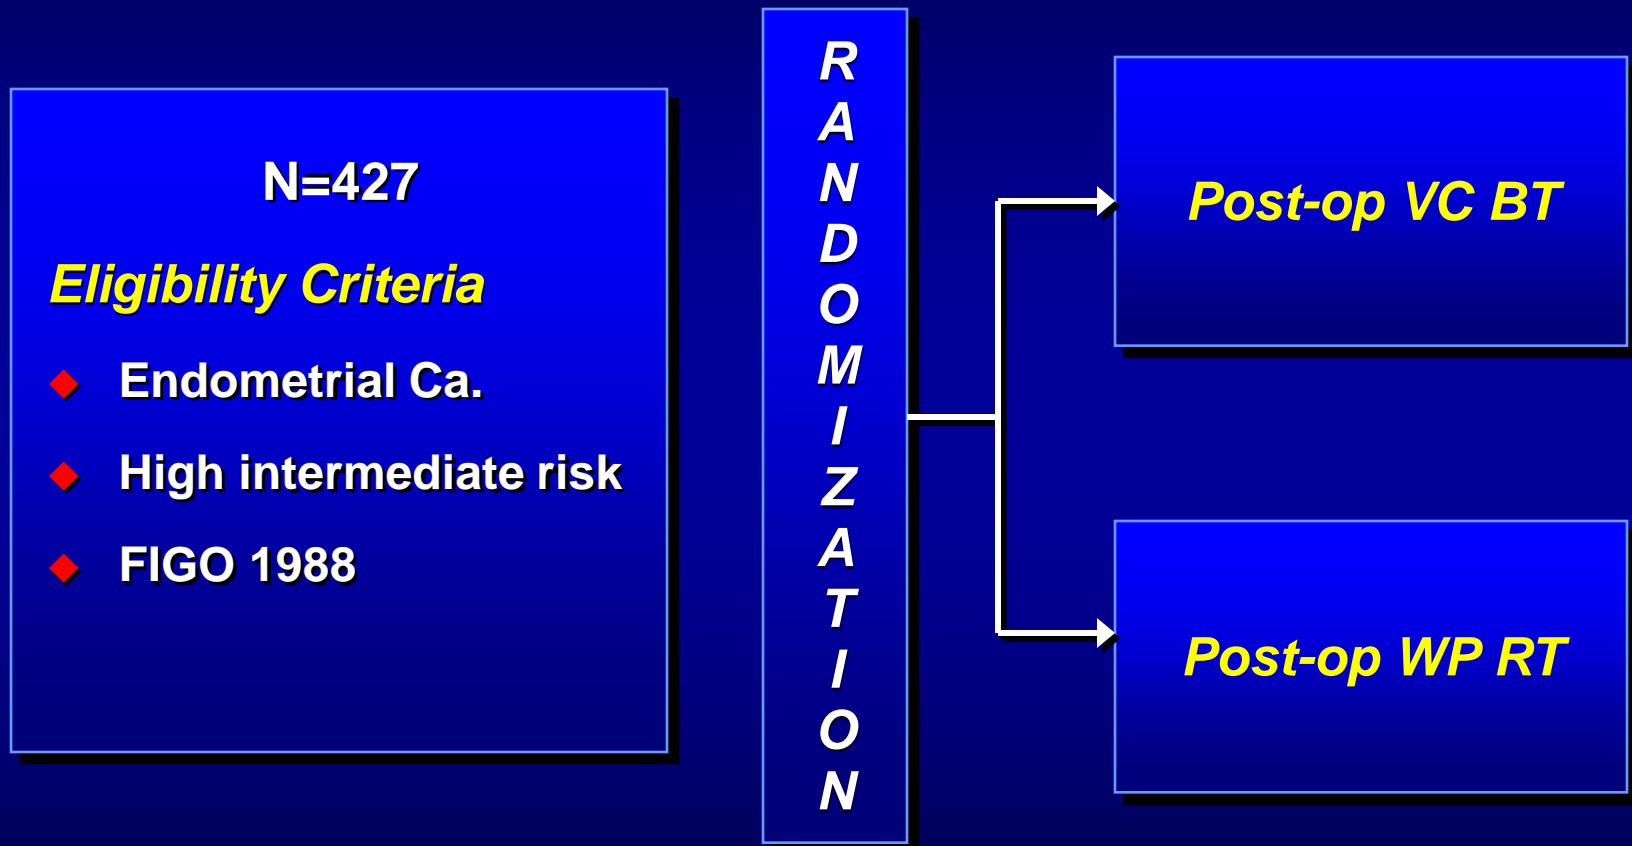 N=427
Eligibility Criteria
Endometrial Ca.
High intermediate risk
FIGO 1988
R
A
N
D
O
M
I
Z
A
T
I
O
N
Post-op VC BT
Post-op WP RT